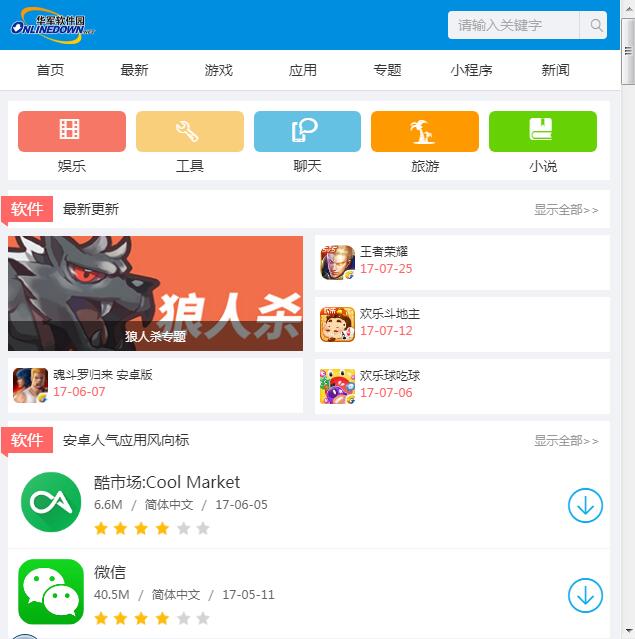 华军软件园
ONLINEDOWN.NET
请输入关键字
首页 最新 游戏 应用 专题 小程序 新闻
娱乐 工具 聊天 旅游 小说
软件 最新更新 显示全部>>
狼人杀
狼人杀专题
王者荣耀
17-07-25
欢乐斗地主
17-07-12
魂斗罗归来 安卓版
17-06-07
欢乐球吃球
17-07-06
软件 安卓人气应用风向标 显示全部>>
酷市场:Cool Market
6.6M / 简体中文 / 17-06-05
微信
40.5M / 简体中文 / 17-05-11